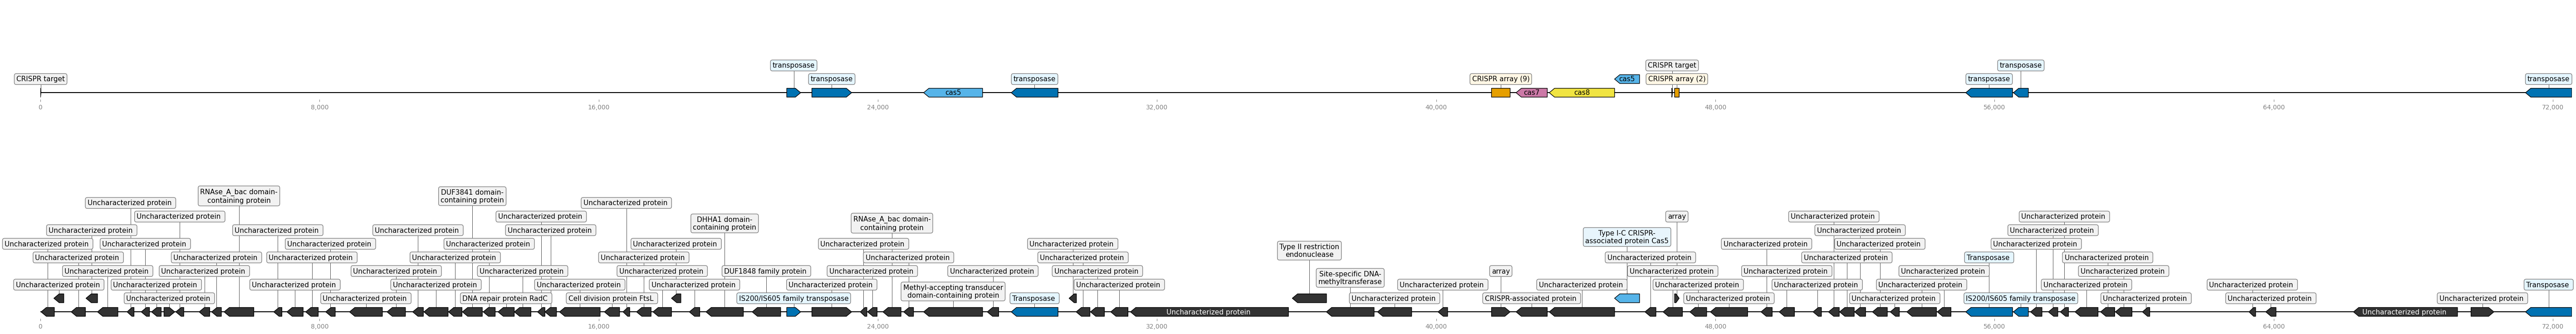 transposase transposase
CRISPR target transposase
CRISPR target transposase transposase CRISPR array (9) cas5 CRISPR array (2) transposase transposase
cas5 cas7 cas8
0 8,000 16,000 24,000 32,000 40,000 48,000 56,000 64,000 72,000
RNAse_A_bac domain-
containing protein
DUF3841 domain-
containing protein
Uncharacterized protein Uncharacterized protein
Uncharacterized protein Uncharacterized protein array Uncharacterized protein Uncharacterized protein
DHHA1 domain-
containing protein
RNAse_A_bac domain-
containing protein
Uncharacterized protein Uncharacterized protein Uncharacterized protein Uncharacterized protein Uncharacterized protein Uncharacterized protein
Type I-C CRISPR-
associated protein Cas5
Uncharacterized protein Uncharacterized protein Uncharacterized protein Uncharacterized protein Uncharacterized protein Uncharacterized protein Uncharacterized protein Uncharacterized protein Uncharacterized protein Uncharacterized protein
Type II restriction
endonuclease
Uncharacterized protein Uncharacterized protein Uncharacterized protein Uncharacterized protein Uncharacterized protein Uncharacterized protein Uncharacterized protein Uncharacterized protein Uncharacterized protein Transposase Uncharacterized protein
Uncharacterized protein Uncharacterized protein Uncharacterized protein Uncharacterized protein Uncharacterized protein DUF1848 family protein Uncharacterized protein Uncharacterized protein Uncharacterized protein array Uncharacterized protein Uncharacterized protein Uncharacterized protein Uncharacterized protein
Site-specific DNA-
methyltransferase
Uncharacterized protein Uncharacterized protein Uncharacterized protein Uncharacterized protein Uncharacterized protein Uncharacterized protein Uncharacterized protein Uncharacterized protein Uncharacterized protein Uncharacterized protein Uncharacterized protein Uncharacterized protein Uncharacterized protein Transposase
Methyl-accepting transducer
domain-containing protein
Uncharacterized protein Uncharacterized protein DNA repair protein RadC Cell division protein FtsL IS200/IS605 family transposase Transposase Uncharacterized protein CRISPR-associated protein Uncharacterized protein Uncharacterized protein IS200/IS605 family transposase Uncharacterized protein Uncharacterized protein Uncharacterized protein
Uncharacterized protein Uncharacterized protein
0 8,000 16,000 24,000 32,000 40,000 48,000 56,000 64,000 72,000